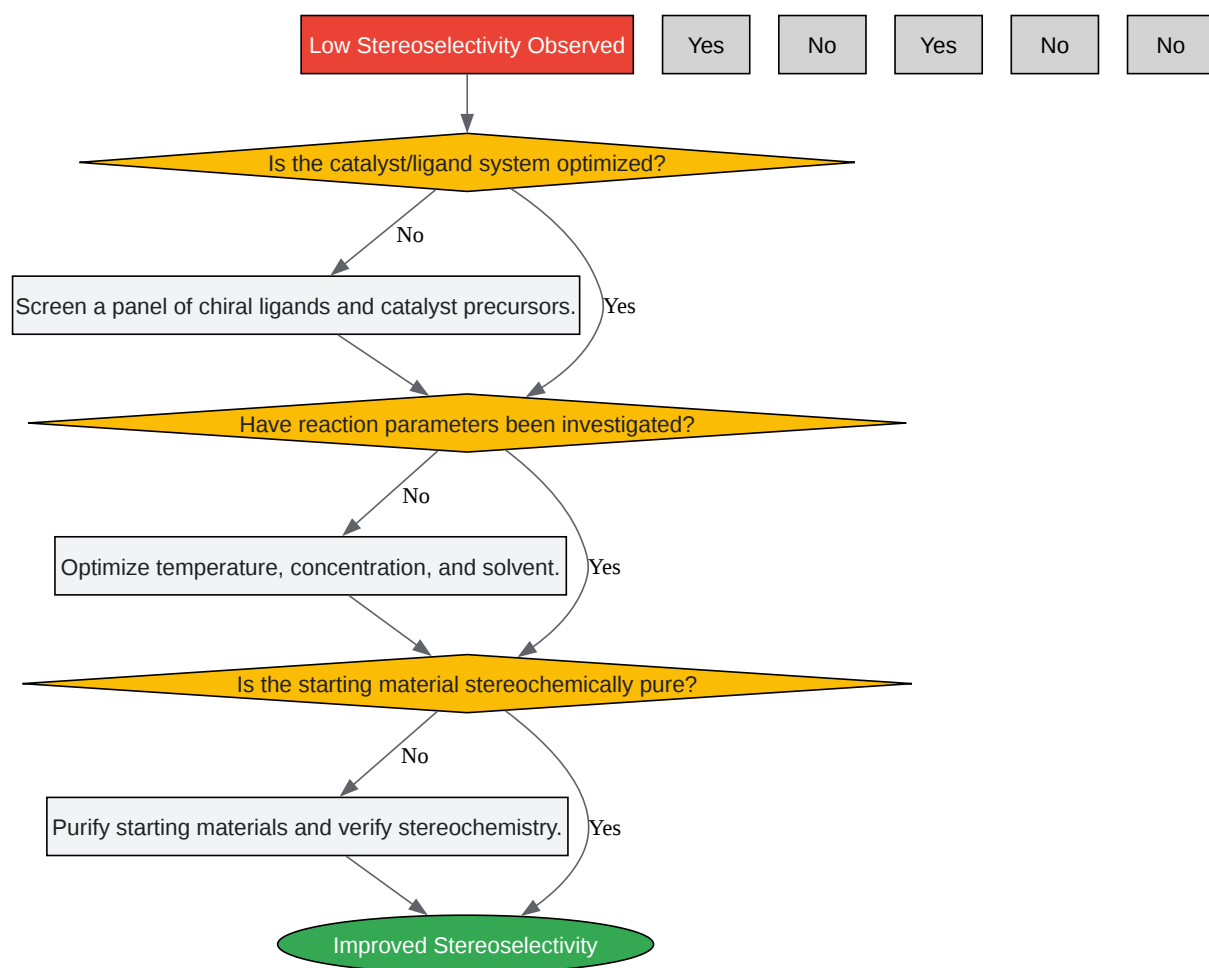 Low Stereoselectivity Observed
Yes
No
Yes
No
No
Is the catalyst/ligand system optimized?
No
Screen a panel of chiral ligands and catalyst precursors.
Yes
Have reaction parameters been investigated?
No
Optimize temperature, concentration, and solvent.
Yes
Is the starting material stereochemically pure?
No
Purify starting materials and verify stereochemistry.
Yes
Improved Stereoselectivity